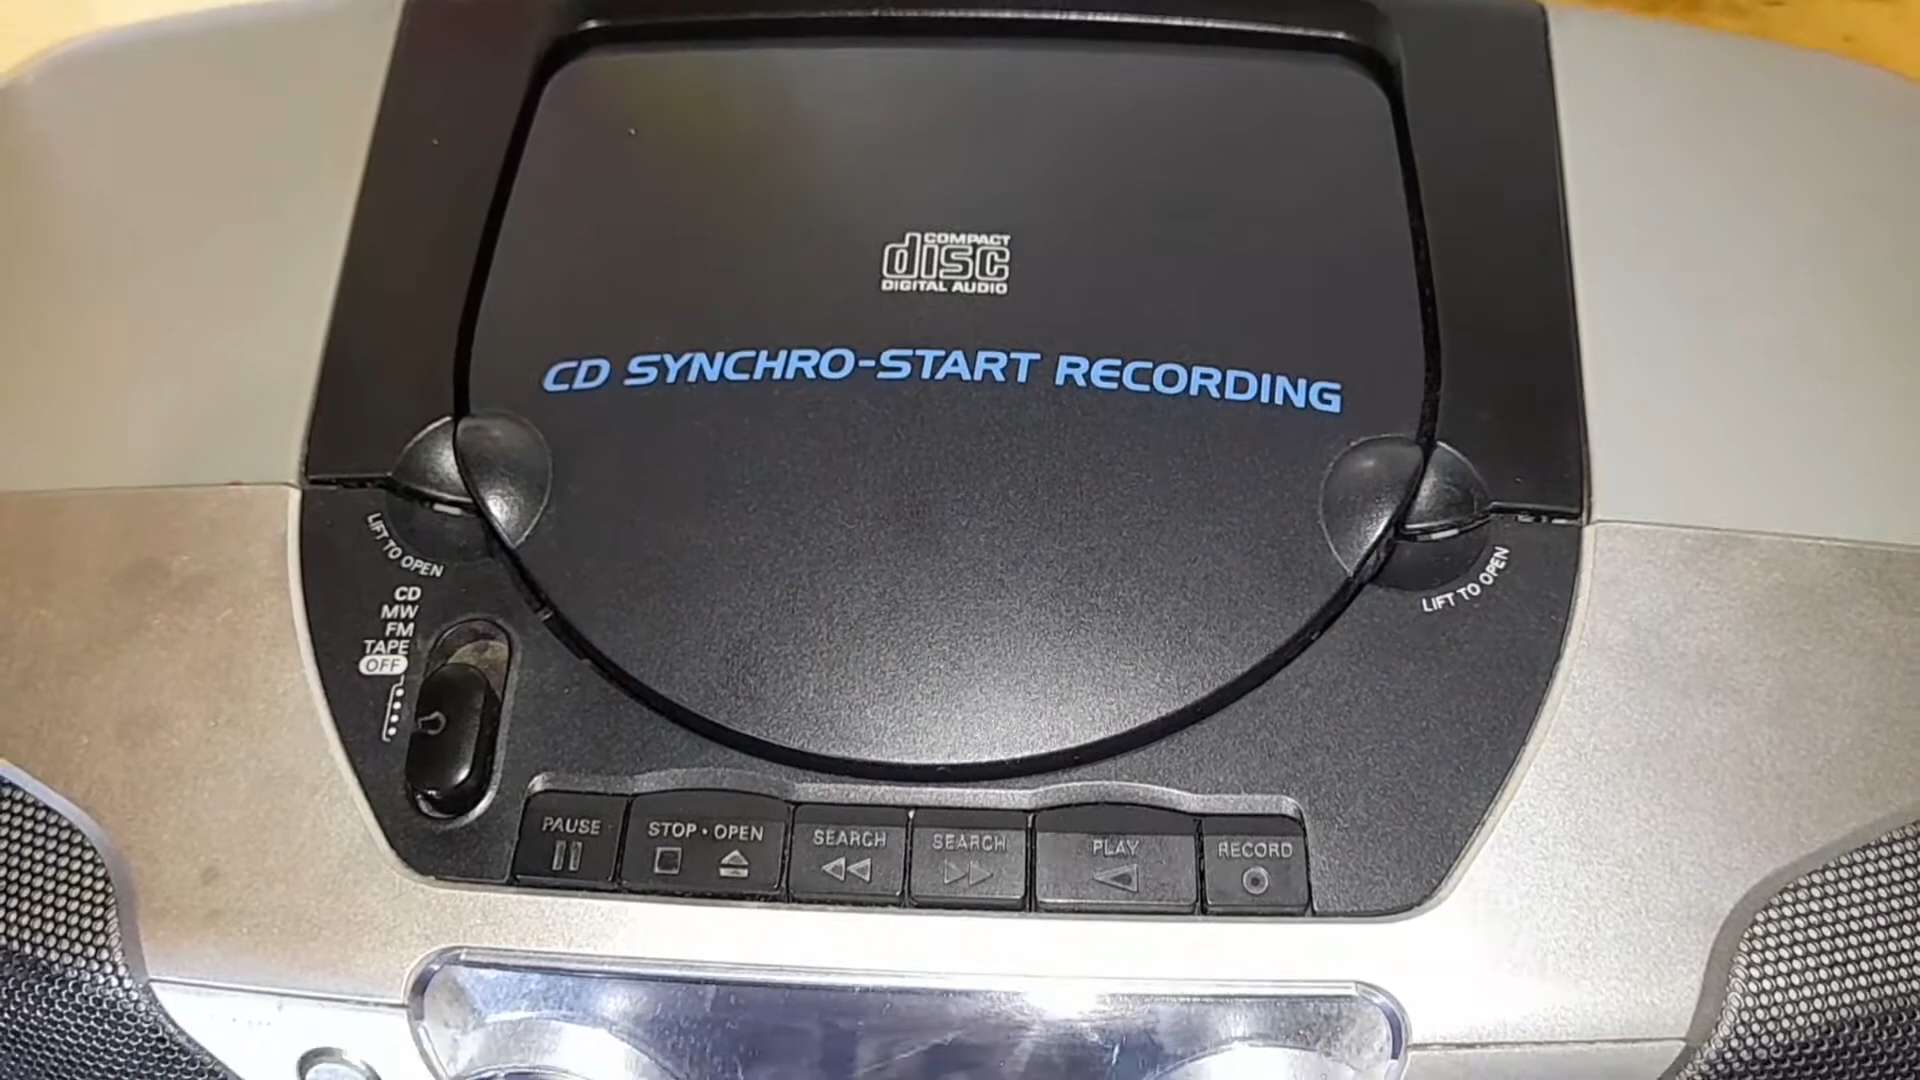 COMPACT
disc
DIGITAL AUDIO
CD SYNCHRO-START RECORDING
LIFT TO OPEN
LIFT TO OPEN
CD
MW
FM
TAPE
OFF
PAUSE
STOP • OPEN
SEARCH
SEARCH
PLAY
RECORD